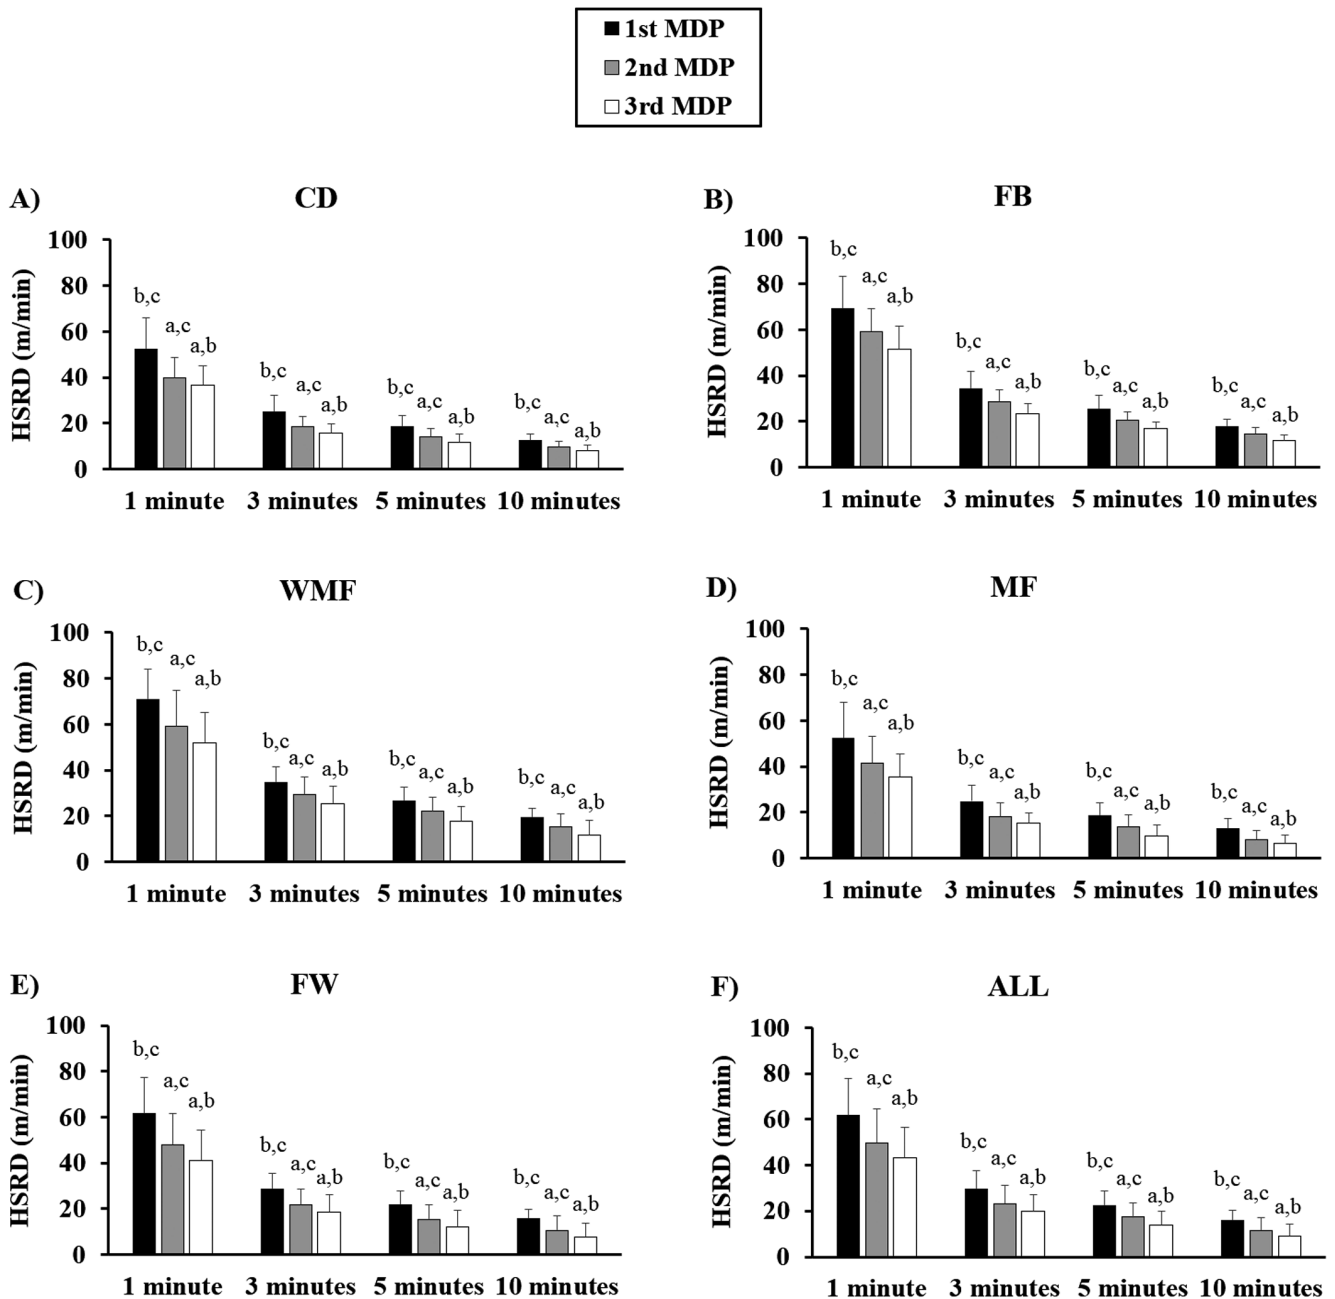 1st MDP
2nd MDP
3rd MDP
A) CD
HSRD (m/min)
100
80
60
40
20
0
b,c a,c a,b
b,c a,c a,b
b,c a,c a,b
b,c a,c a,b
1 minute 3 minutes 5 minutes 10 minutes
B) FB
HSRD (m/min)
100
80
60
40
20
0
b,c a,c a,b
b,c a,c a,b
b,c a,c a,b
b,c a,c a,b
1 minute 3 minutes 5 minutes 10 minutes
C) WMF
HSRD (m/min)
100
80
60
40
20
0
b,c a,c a,b
b,c a,c a,b
b,c a,c a,b
b,c a,c a,b
1 minute 3 minutes 5 minutes 10 minutes
D) MF
HSRD (m/min)
100
80
60
40
20
0
b,c a,c a,b
b,c a,c a,b
b,c a,c a,b
b,c a,c a,b
1 minute 3 minutes 5 minutes 10 minutes
E) FW
HSRD (m/min)
100
80
60
40
20
0
b,c a,c a,b
b,c a,c a,b
b,c a,c a,b
b,c a,c a,b
1 minute 3 minutes 5 minutes 10 minutes
F) ALL
HSRD (m/min)
100
80
60
40
20
0
b,c a,c a,b
b,c a,c a,b
b,c a,c a,b
b,c a,c a,b
1 minute 3 minutes 5 minutes 10 minutes